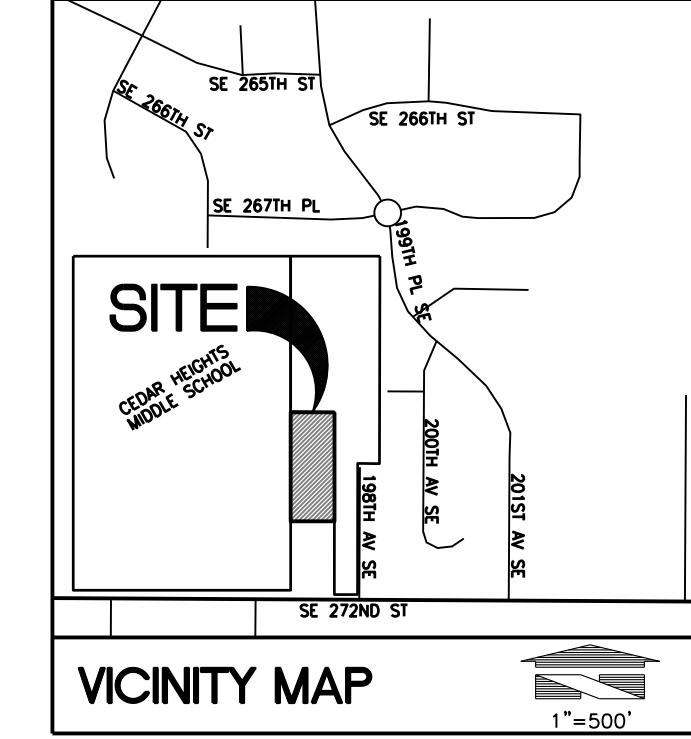 SE 265TH ST
SE 266TH ST
SE 266TH ST
SE 267TH PL
199TH PL SE
SITE
CEDAR HEIGHTS
MIDDLE SCHOOL
200TH AV SE
198TH AV SE
201ST AV SE
SE 272ND ST
VICINITY MAP
1"=500'